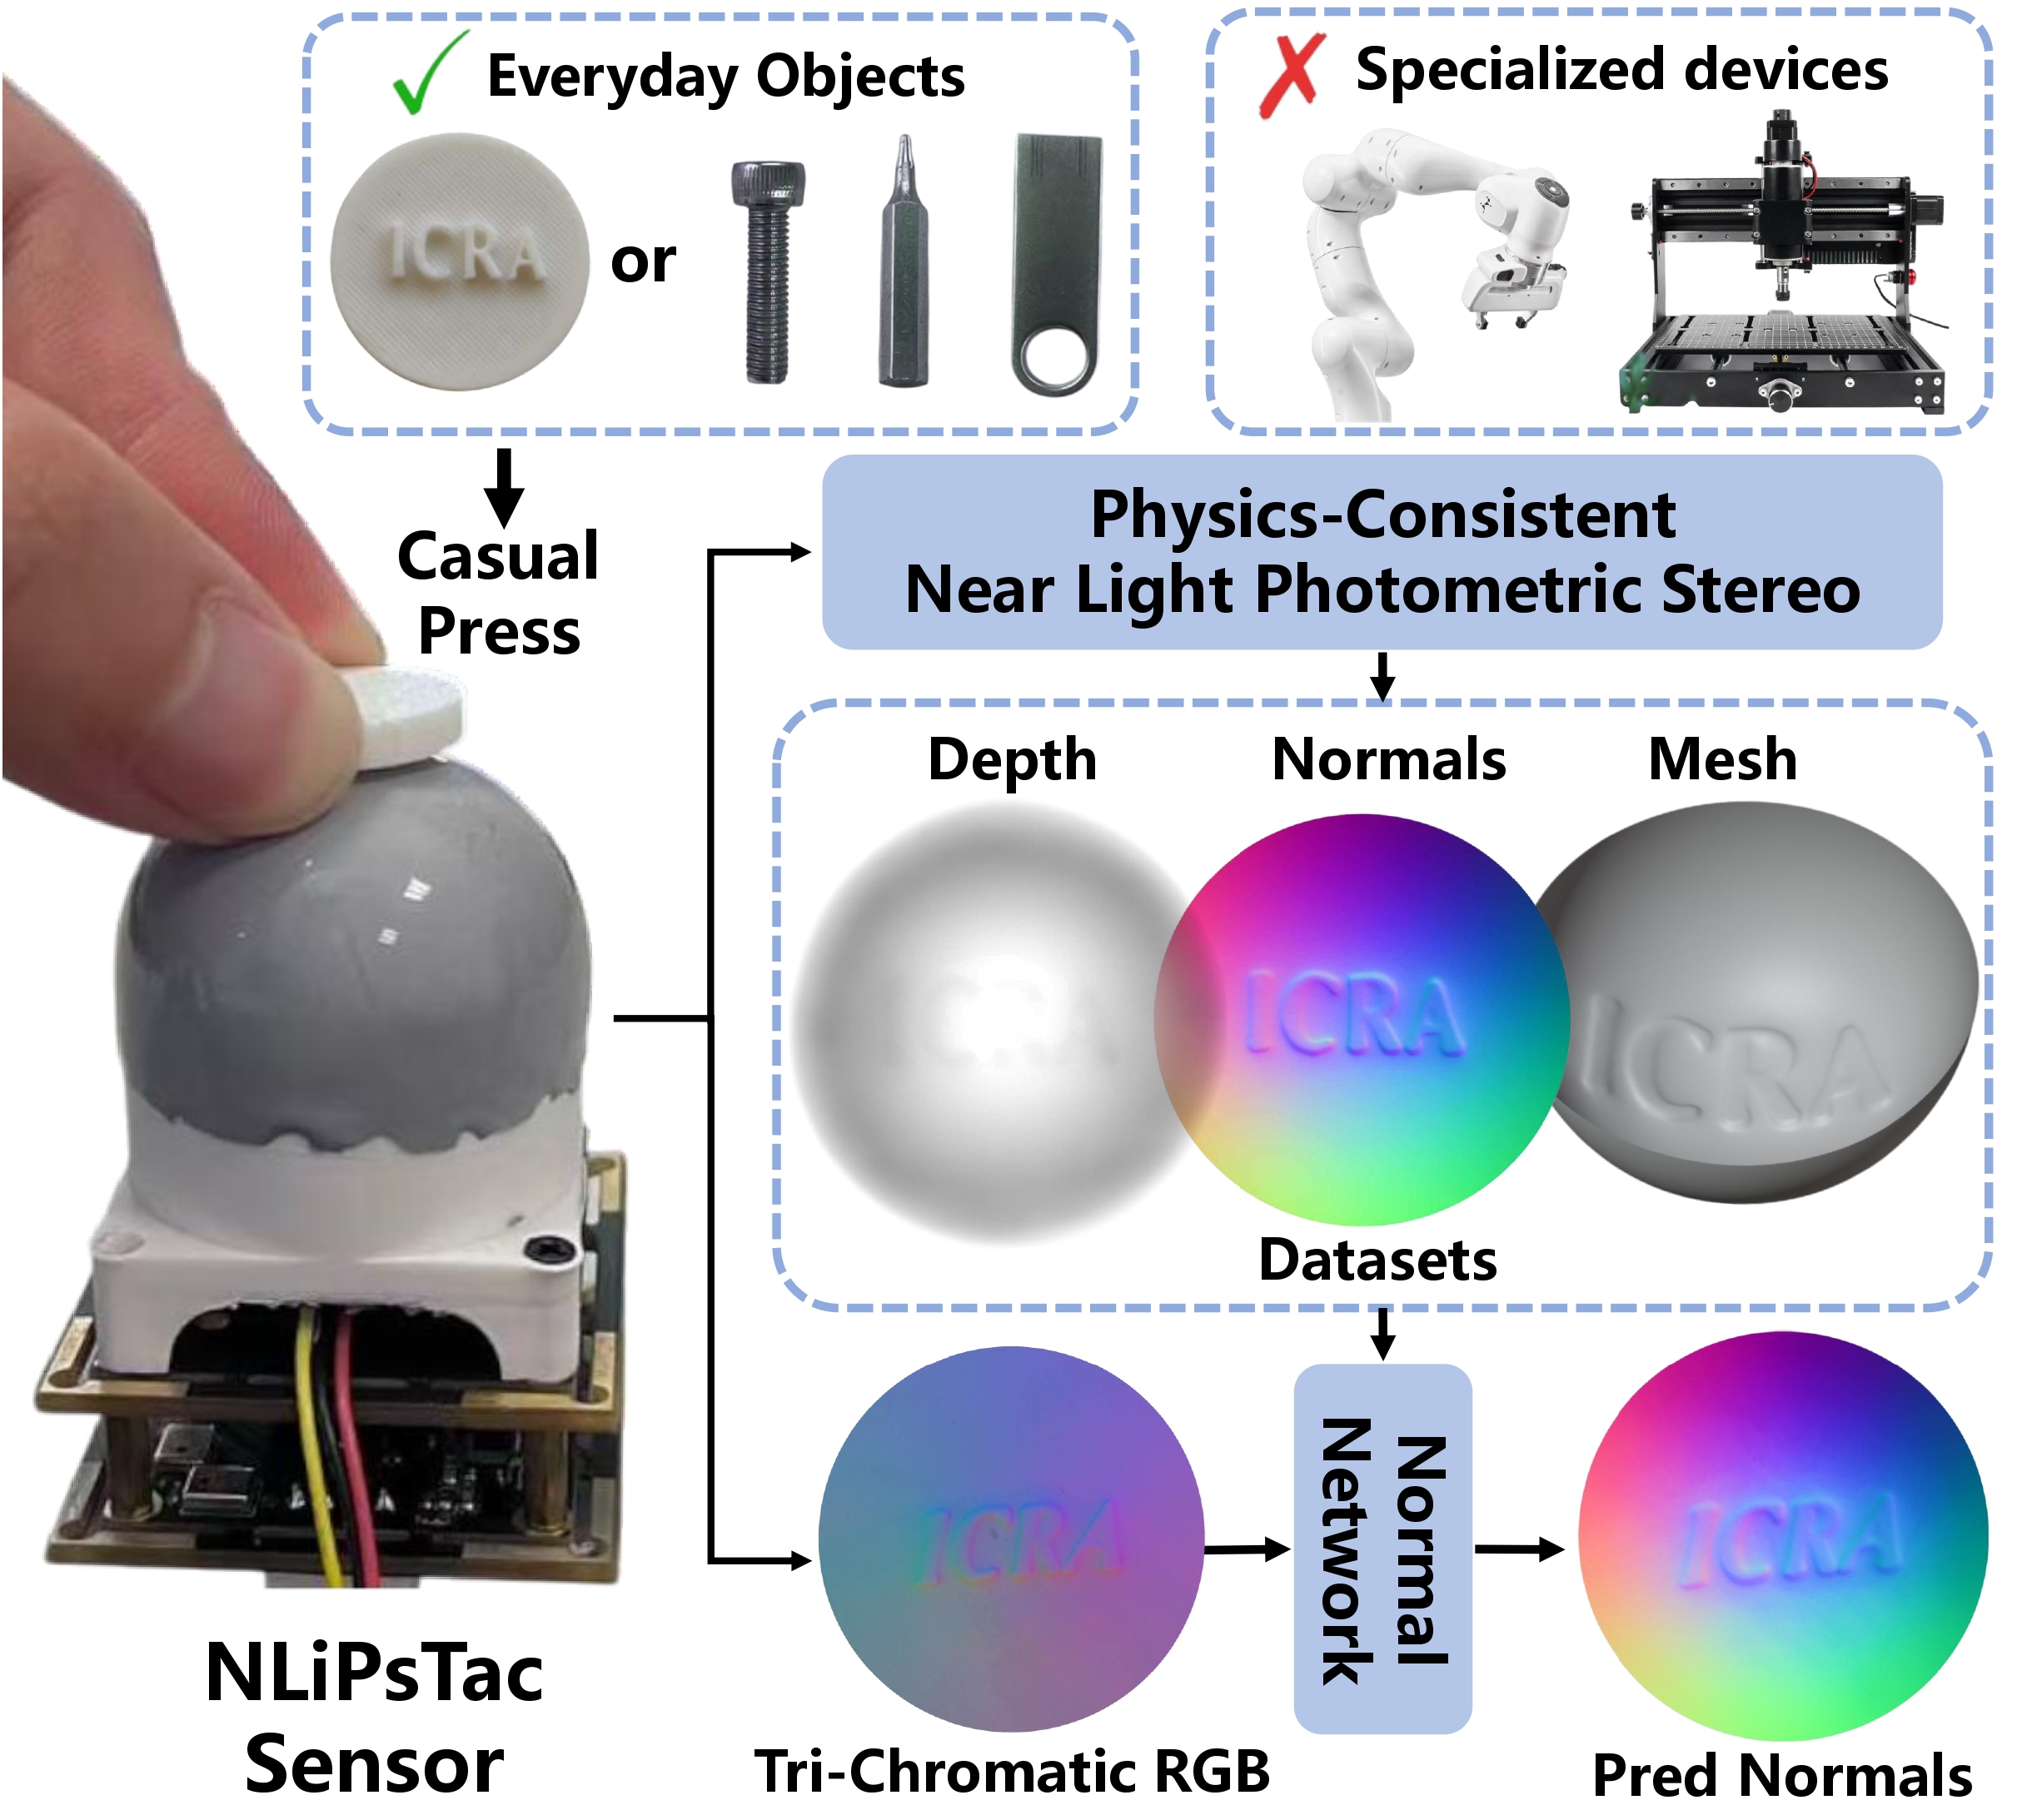 Everyday Objects
ICRA
or
Specialized devices
Casual
Press
Physics-Consistent
Near Light Photometric Stereo
Depth
Normals
Mesh
ICRA
ICRA
ICRA
Datasets
ICRA
Normal
Network
ICRA
NLiPsTac
Sensor
Tri-Chromatic RGB
Pred Normals